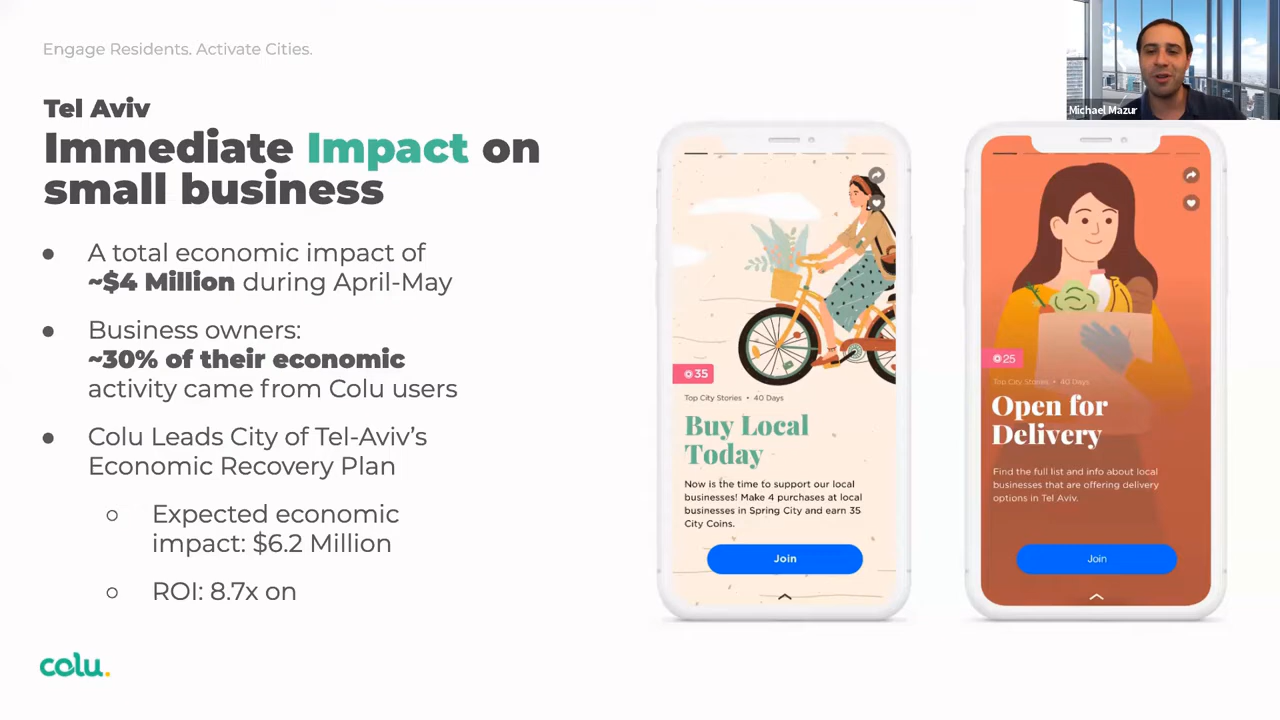 Engage Residents. Activate Cities.
Michael Mazur
Tel Aviv
Immediate Impact on
small business
● A total economic impact of
~$4 Million during April-May
● Business owners:
~30% of their economic
activity came from Colu users
● Colu Leads City of Tel-Aviv's
Economic Recovery Plan
○ Expected economic
impact: $6.2 Million
○ ROI: 8.7x on
colu.
35
Top City Stories • 40 Days
Buy Local
Today
Now is the time to support our local
businesses! Make 4 purchases at local
businesses in Spring City and earn 35
City Coins.
Join
25
Top City Stories • 40 Days
Open for
Delivery
Find the full list and info about local
businesses that are offering delivery
options in Tel Aviv.
Join